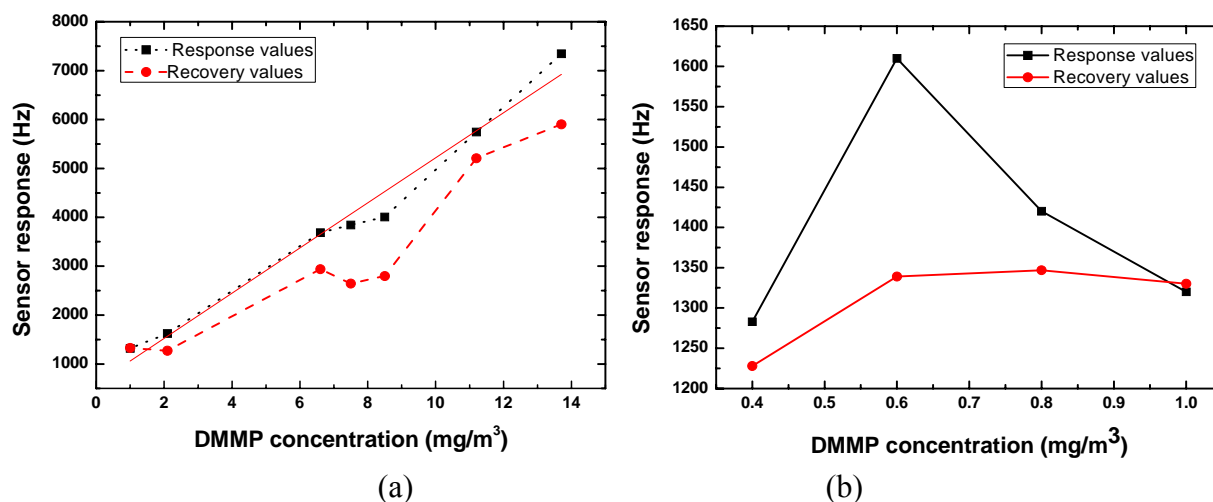 Response values
Recovery values
7000
6000
5000
4000
3000
2000
1000
Sensor response (Hz)
0 2 4 6 8 10 12 14
DMMP concentration (mg/m³)
(a)
Response values
Recovery values
1650
1600
1550
1500
1450
1400
1350
1300
1250
1200
Sensor response (Hz)
0.4 0.5 0.6 0.7 0.8 0.9 1.0
DMMP concentration (mg/m³)
(b)